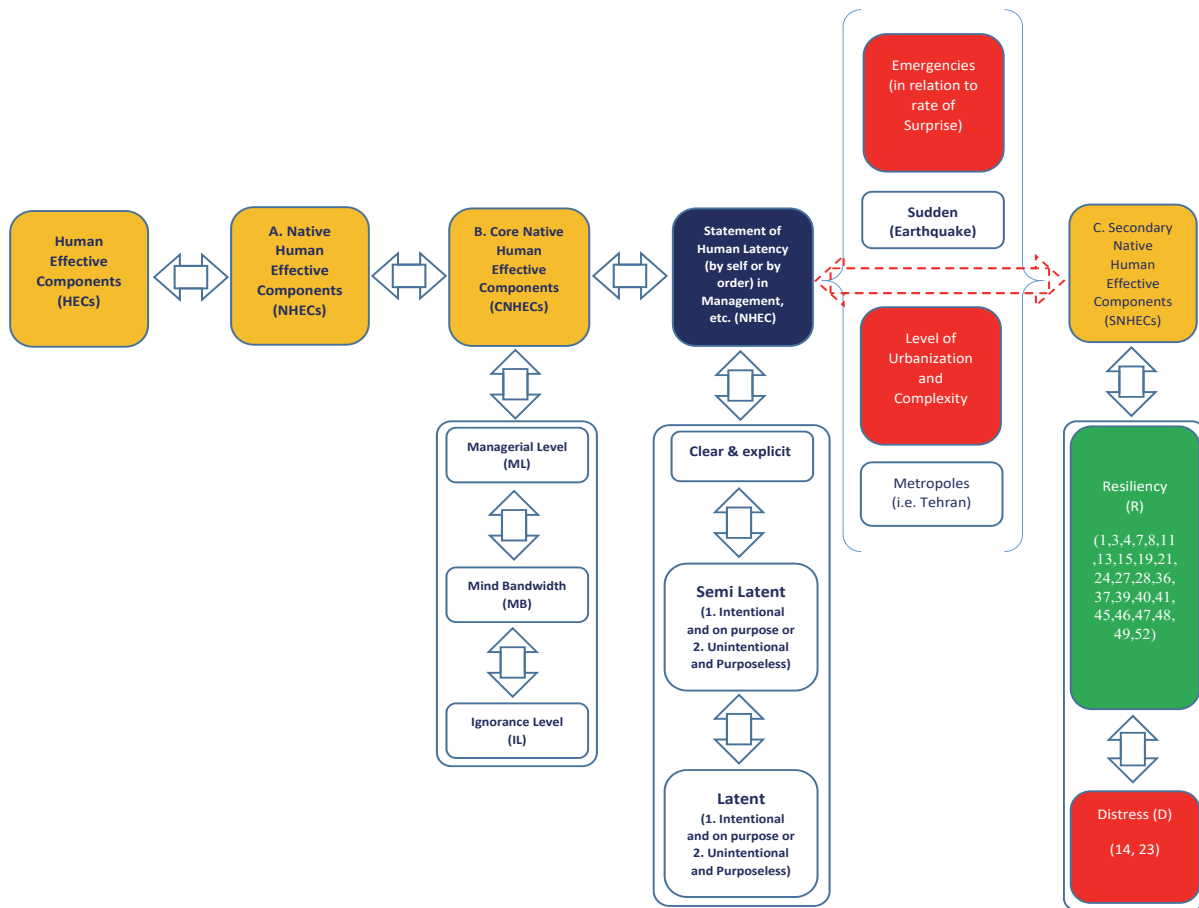 Human
Effective
Components
(HECs)
A. Native
Human
Effective
Components
(NHECs)
B. Core Native
Human
Effective
Components
(CNHECs)
Managerial Level
(ML)
Mind Bandwidth
(MB)
Ignorance Level
(IL)
Statement of
Human Latency
(by self or by
order) in
Management,
etc. (NHEC)
Clear & explicit
Semi Latent
(1. Intentional
and on purpose or
2. Unintentional
and Purposeless)
Latent
(1. Intentional
and on purpose or
2. Unintentional
and Purposeless)
Emergencies
(in relation to
rate of
Surprise)
Sudden
(Earthquake)
Level of
Urbanization
and
Complexity
Metropoles
(i.e. Tehran)
C. Secondary
Native
Human
Effective
Components
(SNHECs)
Resiliency
(R)
(1,3,4,7,8,11
,13,15,19,21,
24,27,28,36,
37,39,40,41,
45,46,47,48,
49,52)
Distress (D)
(14, 23)